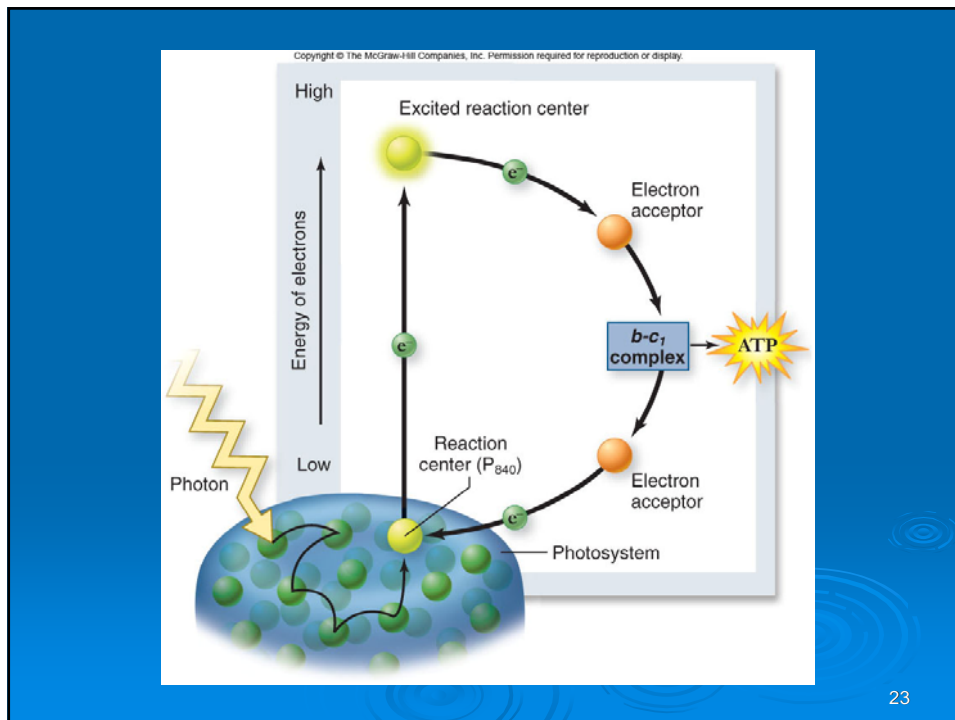 Copyright © The McGraw-Hill Companies, Inc. Permission required for reproduction or display.
High
Excited reaction center
e⁻
Electron
acceptor
Energy of electrons
e⁻
b-c₁
complex
ATP
Reaction
center (P₈₄₀)
Low
Photon
Electron
acceptor
e⁻
Photosystem
23